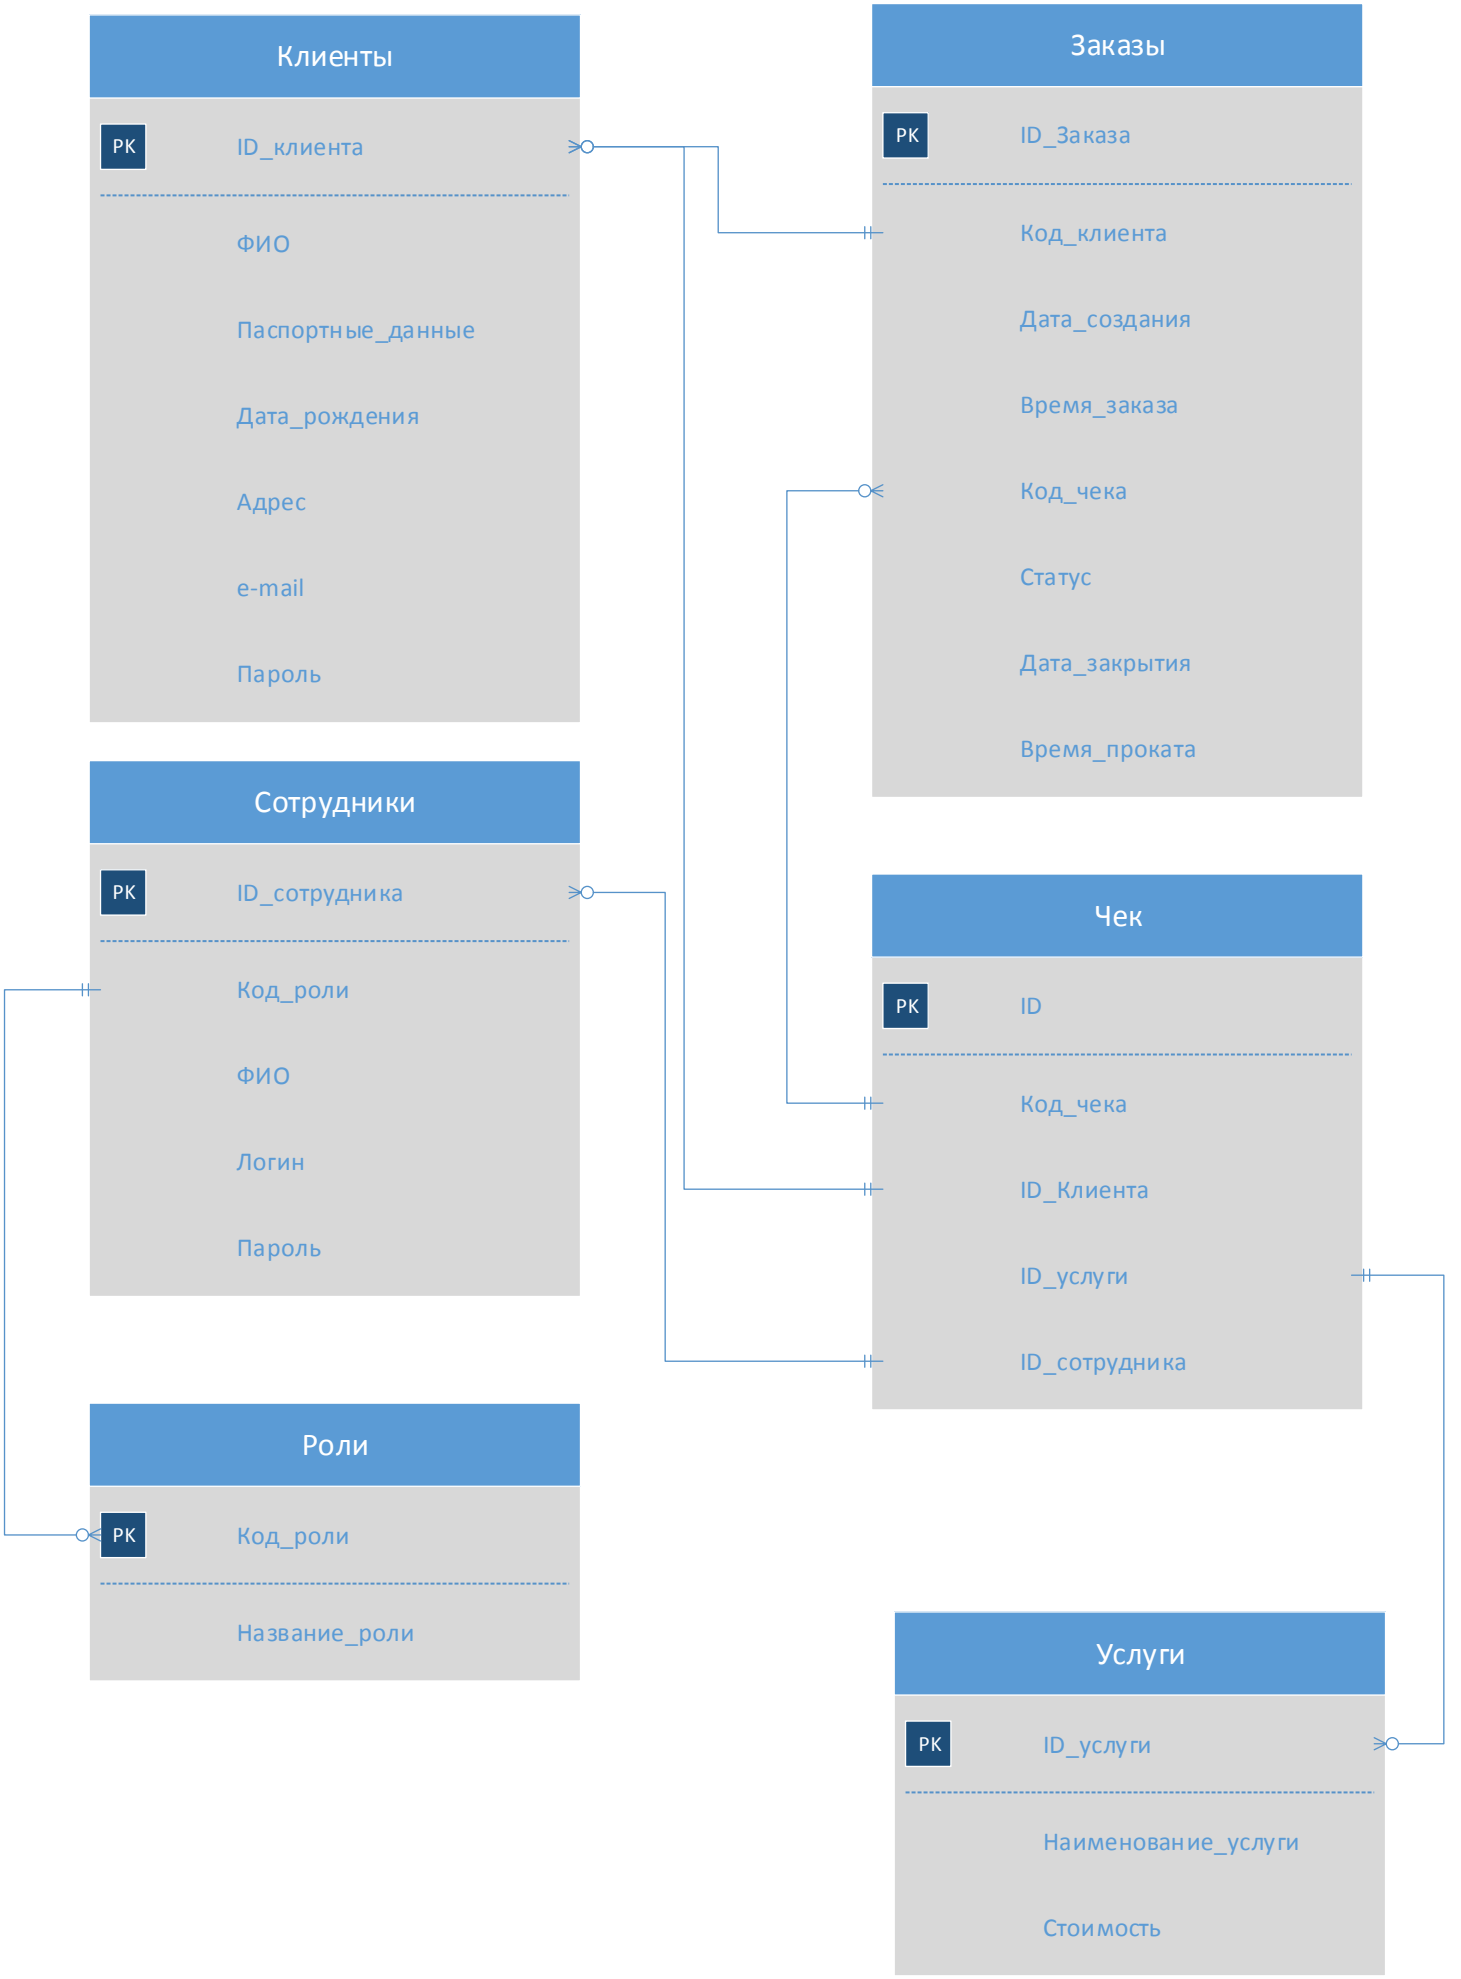 Клиенты
PK
ID_клиента
ФИО
Паспортные_данные
Дата_рождения
Адрес
e-mail
Пароль
Заказы
PK
ID_Заказа
Код_клиента
Дата_создания
Время_заказа
Код_чека
Статус
Дата_закрытия
Время_проката
Сотрудники
PK
ID_сотрудника
Код_роли
ФИО
Логин
Пароль
Чек
PK
ID
Код_чека
ID_Клиента
ID_услуги
ID_сотрудника
Роли
PK
Код_роли
Название_роли
Услуги
PK
ID_услуги
Наименование_услуги
Стоимость